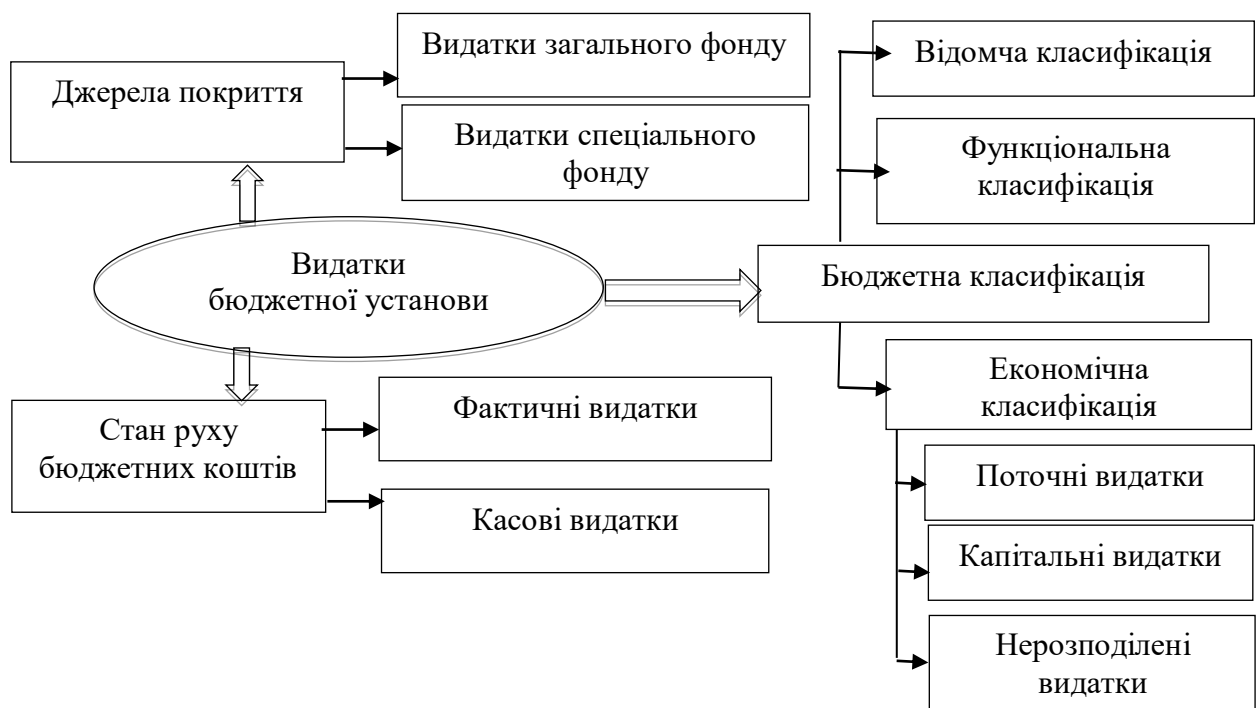 Джерела покриття
Видатки загального фонду
Видатки спеціального
фонду
Видатки
бюджетної установи
Стан руху
бюджетних коштів
Фактичні видатки
Касові видатки
Бюджетна класифікація
Відомча класифікація
Функціональна
класифікація
Економічна
класифікація
Поточні видатки
Капітальні видатки
Нерозподілені
видатки